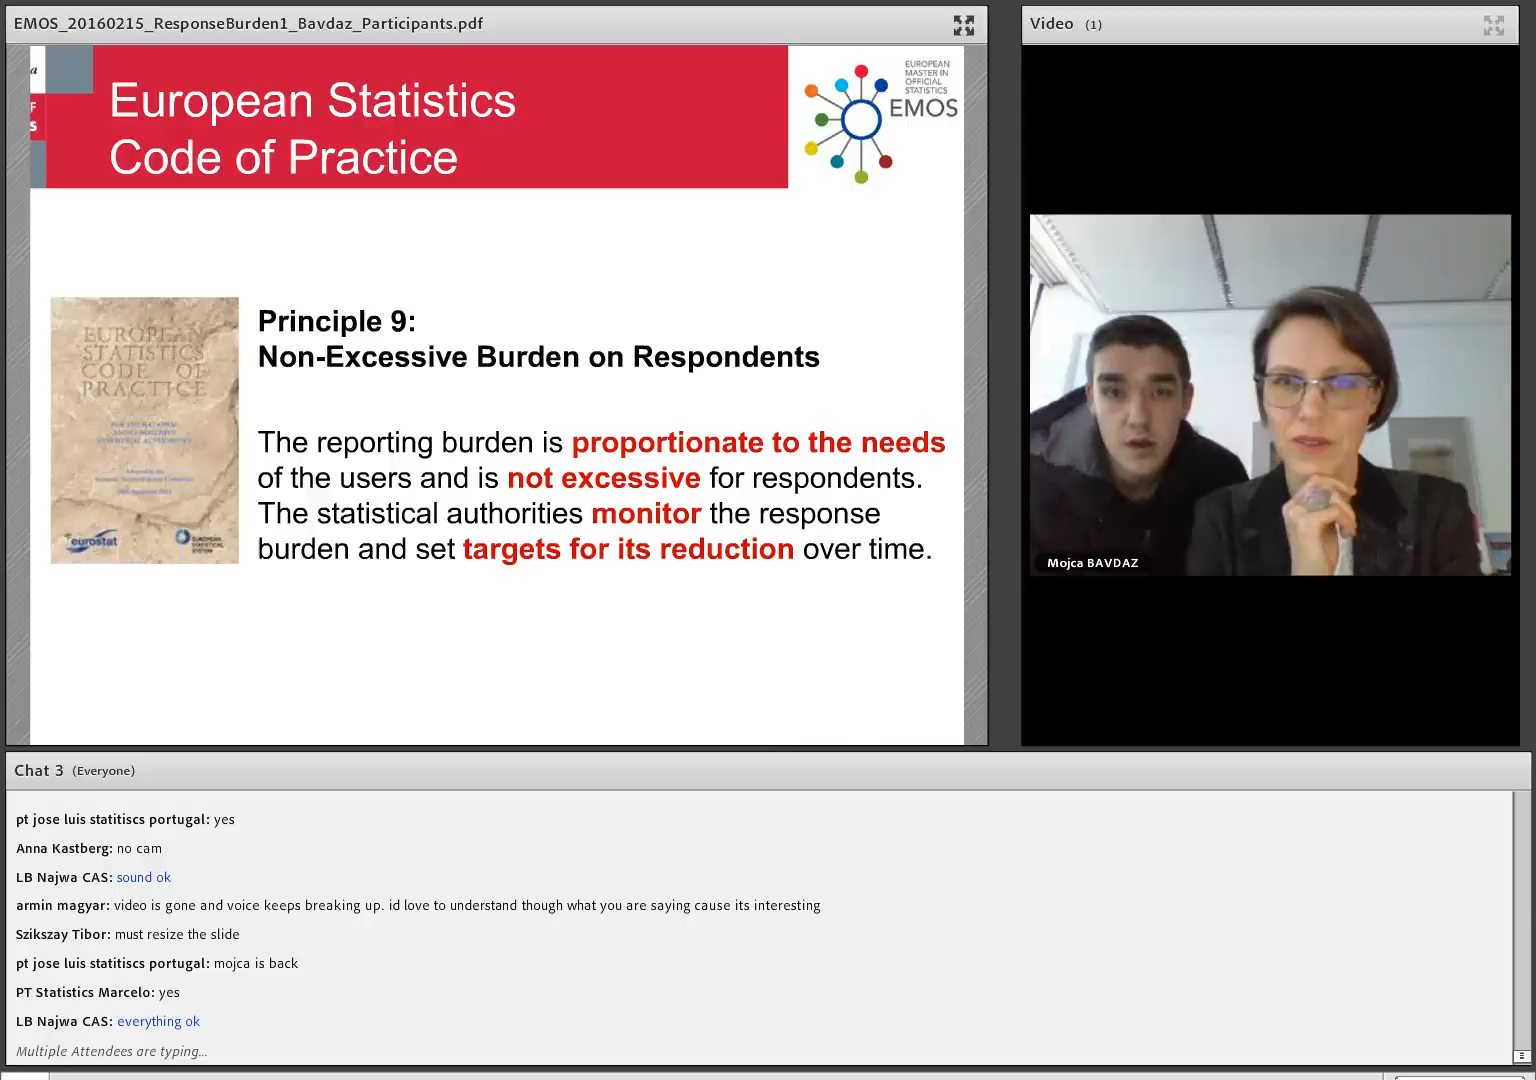 EMOS_20160215_ResponseBurden1_Bavdaz_Participants.pdf
Video (1)
a
F
S
European Statistics
Code of Practice
EUROPEAN
MASTER IN
OFFICIAL
STATISTICS
EMOS
EUROPEAN
STATISTICS
CODE OF
PRACTICE
eurostat
EUROPEAN
STATISTICAL
SYSTEM
Principle 9:
Non-Excessive Burden on Respondents
The reporting burden is proportionate to the needs
of the users and is not excessive for respondents.
The statistical authorities monitor the response
burden and set targets for its reduction over time.
Mojca BAVDAZ
Chat 3 (Everyone)
pt jose luis statitiscs portugal: yes
Anna Kastberg: no cam
LB Najwa CAS: sound ok
armin magyar: video is gone and voice keeps breaking up. id love to understand though what you are saying cause its interesting
Szikszay Tibor: must resize the slide
pt jose luis statitiscs portugal: mojca is back
PT Statistics Marcelo: yes
LB Najwa CAS: everything ok
Multiple Attendees are typing...